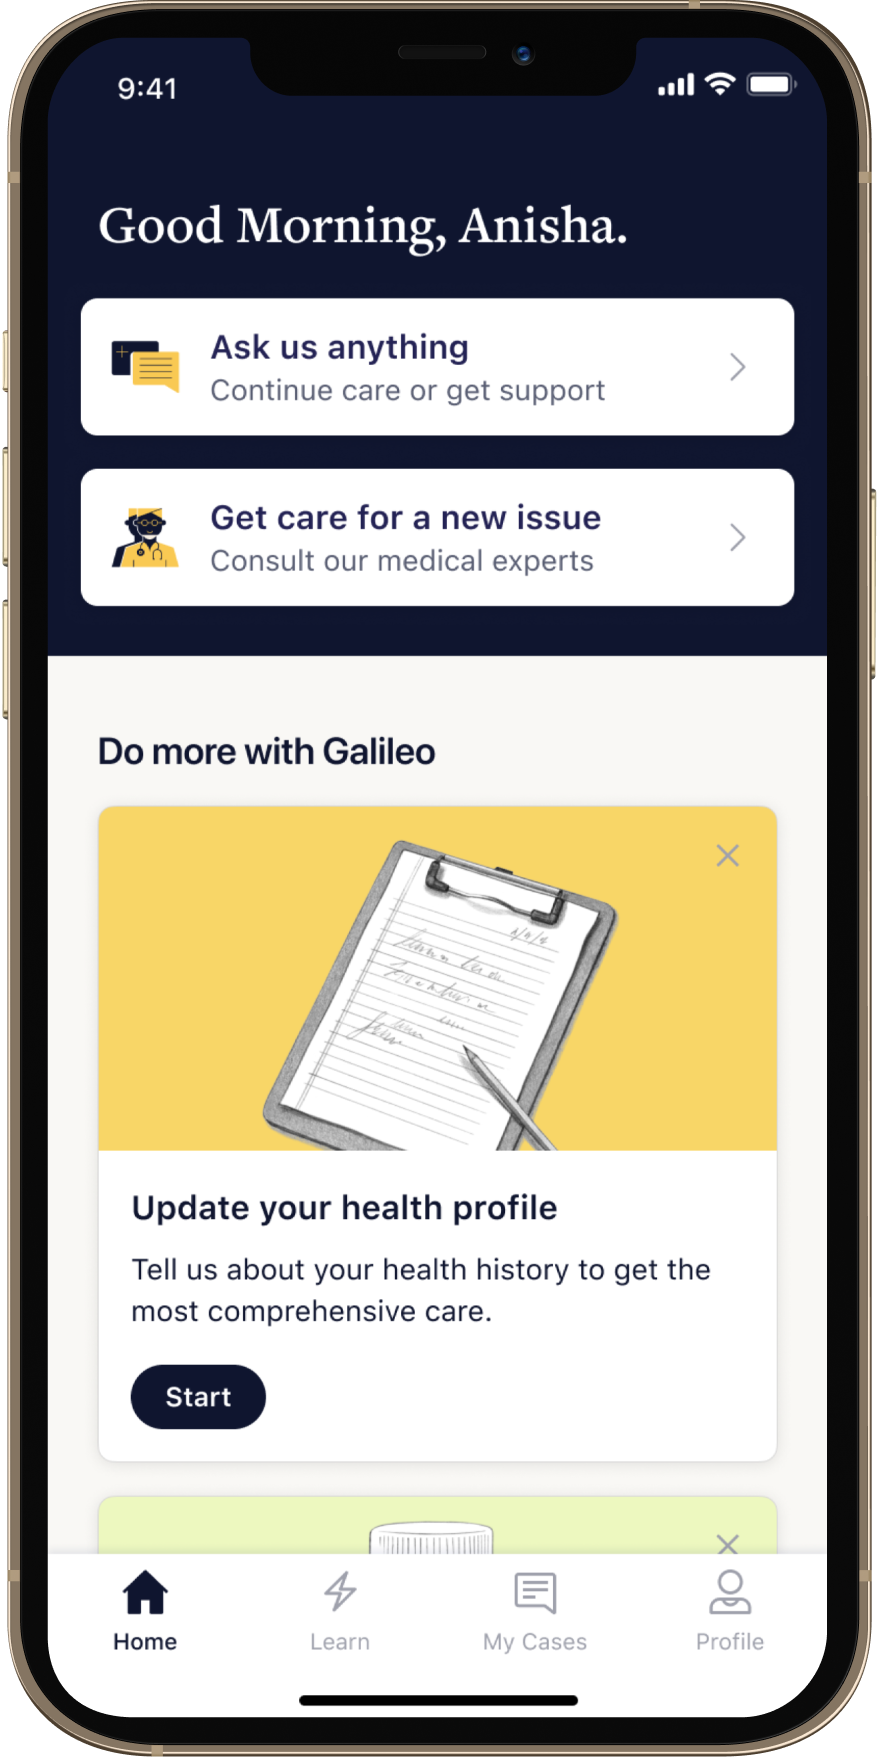 9:41
Good Morning, Anisha.
Ask us anything
Continue care or get support
Get care for a new issue
Consult our medical experts
Do more with Galileo
Update your health profile
Tell us about your health history to get the
most comprehensive care.
Start
Home
Learn
My Cases
Profile